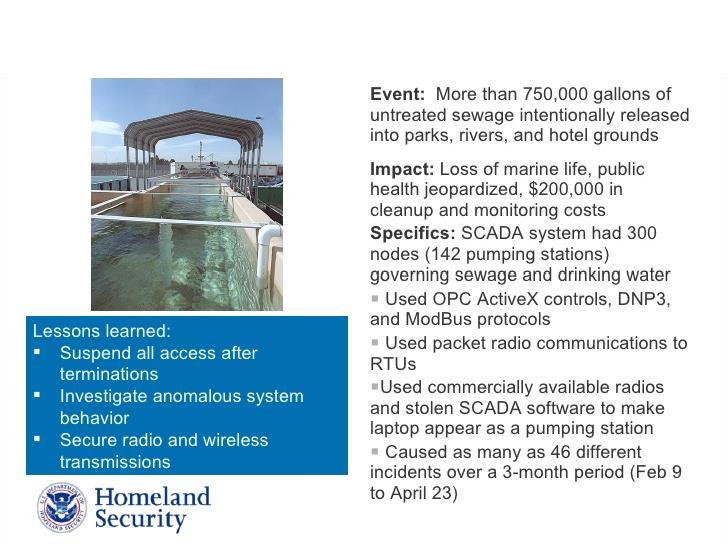 Event: More than 750,000 gallons of
untreated sewage intentionally released
into parks, rivers, and hotel grounds
Impact: Loss of marine life, public
health jeopardized, $200,000 in
cleanup and monitoring costs
Specifics: SCADA system had 300
nodes (142 pumping stations)
governing sewage and drinking water
▪ Used OPC ActiveX controls, DNP3,
and ModBus protocols
▪ Used packet radio communications to
RTUs
▪Used commercially available radios
and stolen SCADA software to make
laptop appear as a pumping station
▪ Caused as many as 46 different
incidents over a 3-month period (Feb 9
to April 23)
Lessons learned:
▪ Suspend all access after
terminations
▪ Investigate anomalous system
behavior
▪ Secure radio and wireless
transmissions
Homeland
Security